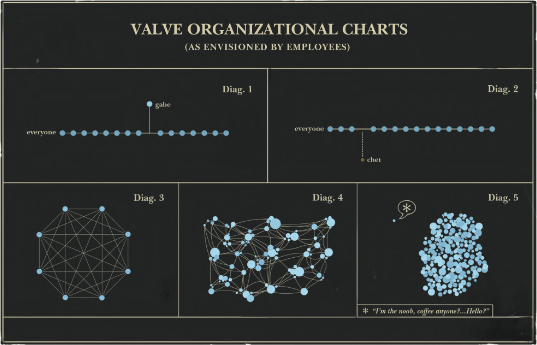 VALVE ORGANIZATIONAL CHARTS
(AS ENVISIONED BY EMPLOYEES)
Diag. 1
gabe
everyone
Diag. 2
everyone
chet
Diag. 3
Diag. 4
Diag. 5
*
* "I'm the noob, coffee anyone?...Hello?"